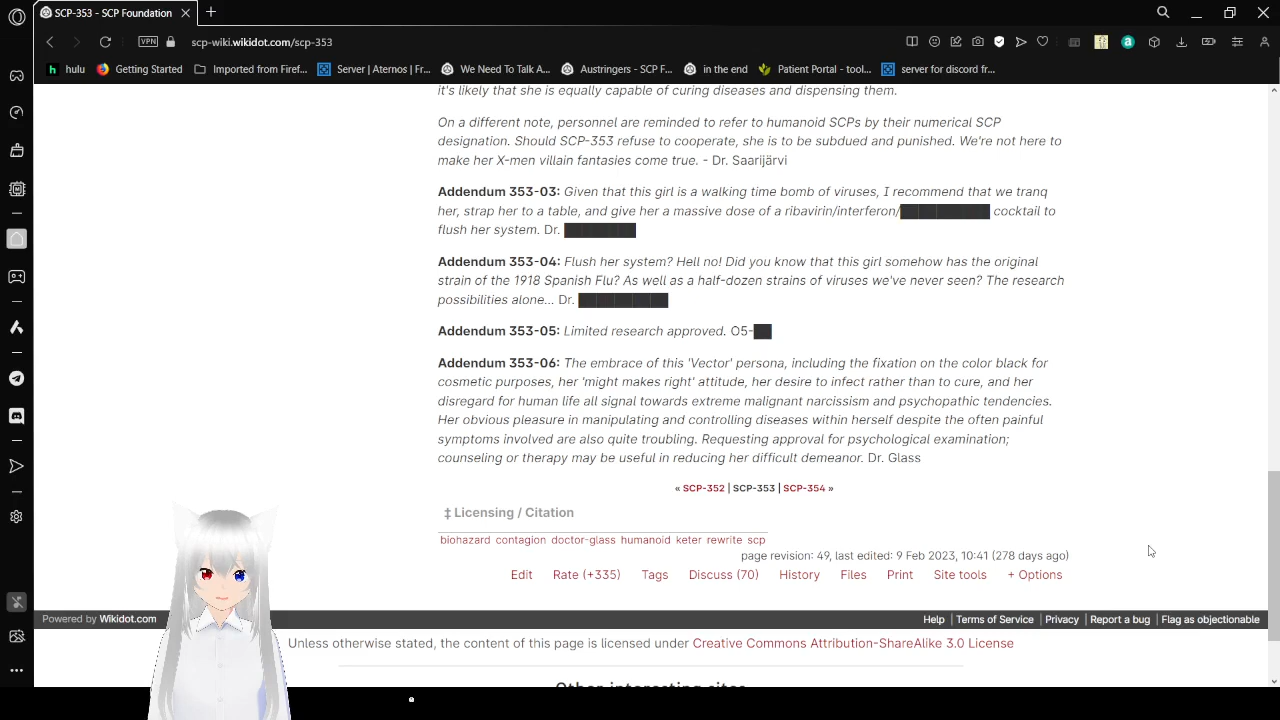 SCP-353 - SCP Foundation
VPN
scp-wiki.wikidot.com/scp-353
hulu
Getting Started
Imported from Firef...
Server | Aternos | Fr...
We Need To Talk A...
Austringers - SCP F...
in the end
Patient Portal - tool...
server for discord fr...
it's likely that she is equally capable of curing diseases and dispensing them.
On a different note, personnel are reminded to refer to humanoid SCPs by their numerical SCP
designation. Should SCP-353 refuse to cooperate, she is to be subdued and punished. We're not here to
make her X-men villain fantasies come true. - Dr. Saarijärvi
Addendum 353-03: Given that this girl is a walking time bomb of viruses, I recommend that we tranq
her, strap her to a table, and give her a massive dose of a ribavirin/interferon/██████████ cocktail to
flush her system. Dr. ████████
Addendum 353-04: Flush her system? Hell no! Did you know that this girl somehow has the original
strain of the 1918 Spanish Flu? As well as a half-dozen strains of viruses we've never seen? The research
possibilities alone... Dr. ██████████
Addendum 353-05: Limited research approved. O5-██
Addendum 353-06: The embrace of this 'Vector' persona, including the fixation on the color black for
cosmetic purposes, her 'might makes right' attitude, her desire to infect rather than to cure, and her
disregard for human life all signal towards extreme malignant narcissism and psychopathic tendencies.
Her obvious pleasure in manipulating and controlling diseases within herself despite the often painful
symptoms involved are also quite troubling. Requesting approval for psychological examination;
counseling or therapy may be useful in reducing her difficult demeanor. Dr. Glass
« SCP-352 | SCP-353 | SCP-354 »
‡ Licensing / Citation
biohazard contagion doctor-glass humanoid keter rewrite scp
page revision: 49, last edited: 9 Feb 2023, 10:41 (278 days ago)
Edit Rate (+335) Tags Discuss (70) History Files Print Site tools + Options
Powered by Wikidot.com
Help | Terms of Service | Privacy | Report a bug | Flag as objectionable
Unless otherwise stated, the content of this page is licensed under Creative Commons Attribution-ShareAlike 3.0 License
Other interesting sites